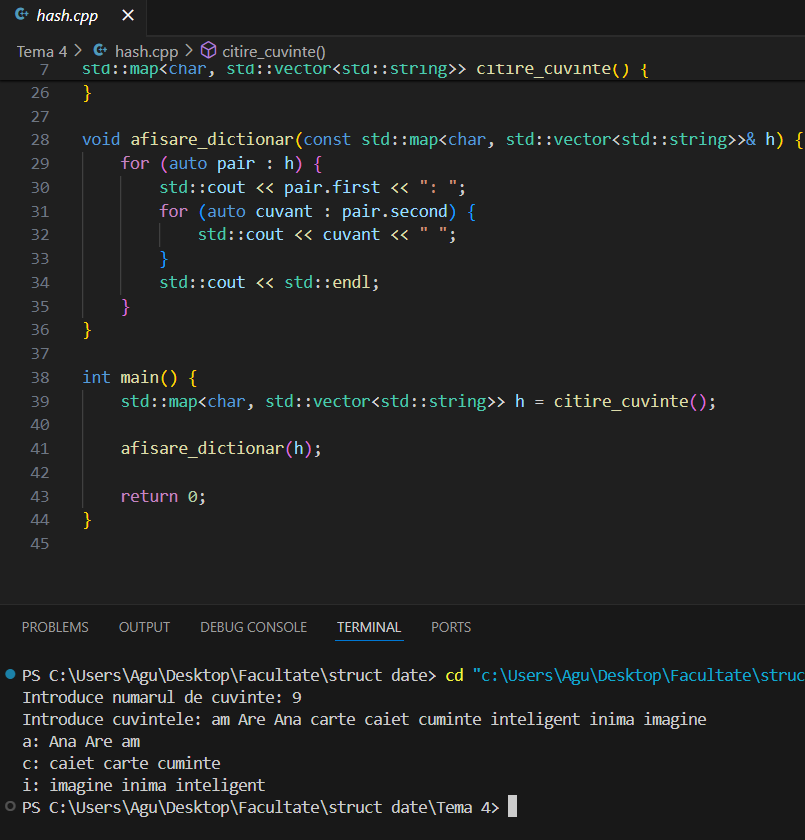 hash.cpp
Tema 4 > hash.cpp > citire_cuvinte()
7 std::map<char, std::vector<std::string>> citire_cuvinte() {
26 }
27
28 void afisare_dictionar(const std::map<char, std::vector<std::string>>& h) {
29 for (auto pair : h) {
30 std::cout << pair.first << ": ";
31 for (auto cuvant : pair.second) {
32 std::cout << cuvant << " ";
33 }
34 std::cout << std::endl;
35 }
36 }
37
38 int main() {
39 std::map<char, std::vector<std::string>> h = citire_cuvinte();
40
41 afisare_dictionar(h);
42
43 return 0;
44 }
45
PROBLEMS OUTPUT DEBUG CONSOLE TERMINAL PORTS
PS C:\Users\Agu\Desktop\Facultate\struct date> cd "c:\Users\Agu\Desktop\Facultate\struc
Introduce numarul de cuvinte: 9
Introduce cuvintele: am Are Ana carte caiet cuminte inteligent inima imagine
a: Ana Are am
c: caiet carte cuminte
i: imagine inima inteligent
PS C:\Users\Agu\Desktop\Facultate\struct date\Tema 4>